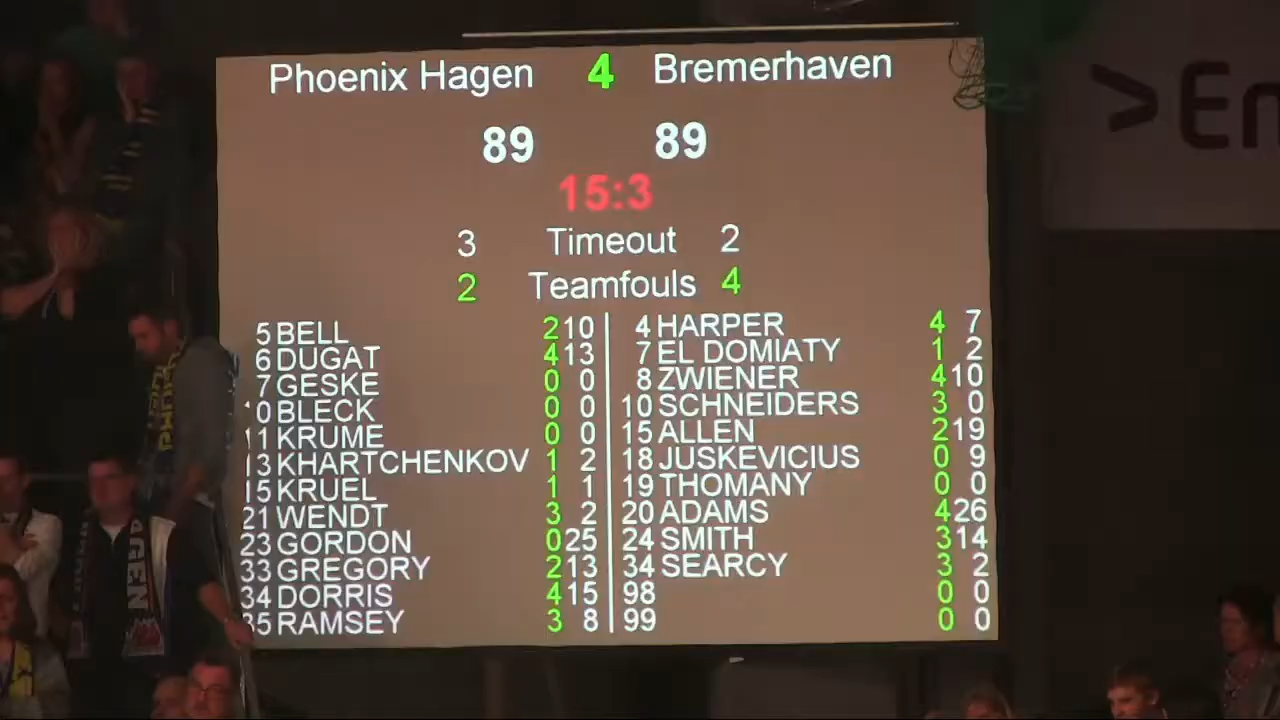 Phoenix Hagen 4 Bremerhaven
89 89
15:3
3 Timeout 2
2 Teamfouls 4
5 BELL 2 10 4 HARPER 4 7
6 DUGAT 4 13 7 EL DOMIATY 1 2
7 GESKE 0 0 8 ZWIENER 4 10
10 BLECK 0 0 10 SCHNEIDERS 3 0
11 KRUME 0 0 15 ALLEN 2 19
13 KHARTCHENKOV 1 2 18 JUSKEVICIUS 0 9
15 KRUEL 1 1 19 THOMANY 0 0
21 WENDT 3 2 20 ADAMS 4 26
23 GORDON 0 25 24 SMITH 3 14
33 GREGORY 2 13 34 SEARCY 3 2
34 DORRIS 4 15 98 0 0
35 RAMSEY 3 8 99 0 0
>En
AGEN